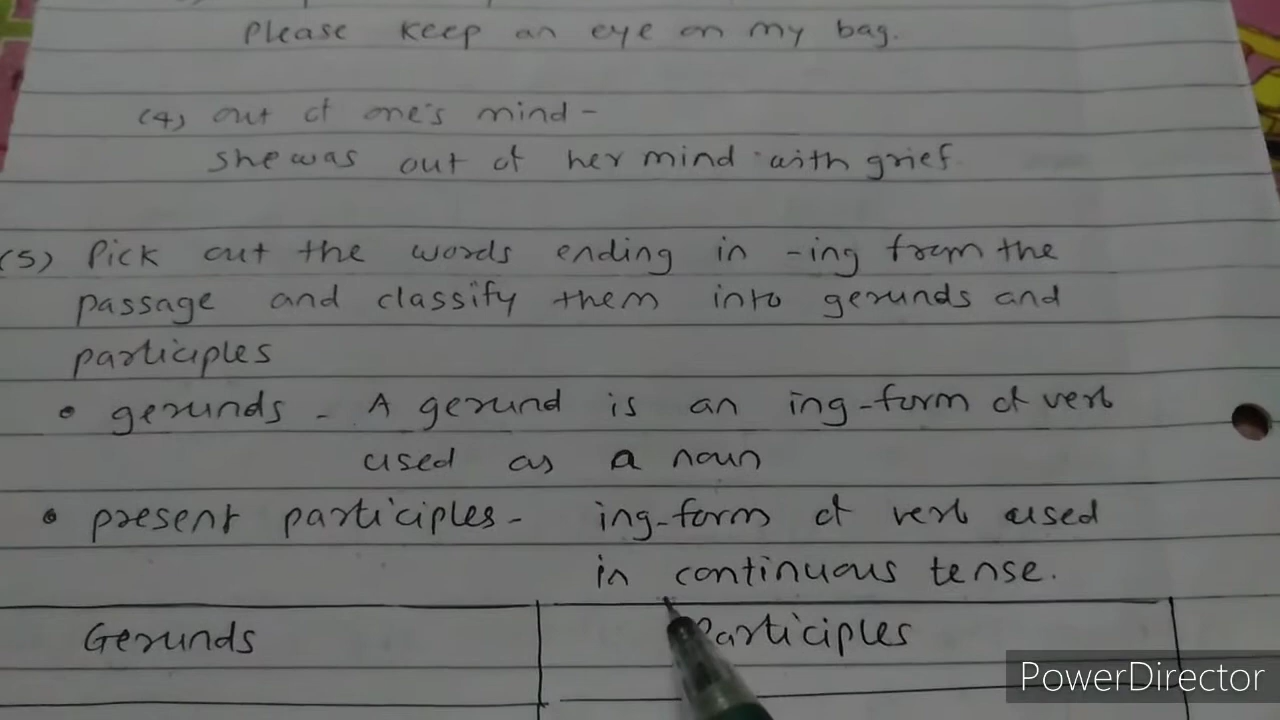 Please keep an eye on my bag.
(4) out of one's mind -
she was out of her mind with grief
(5) Pick out the words ending in -ing from the
passage and classify them into gerunds and
participles
• gerunds - A gerund is an ing-form of verb
used as a noun
• present participles - ing-form of verb used
in continuous tense.
Gerunds Participles
PowerDirector